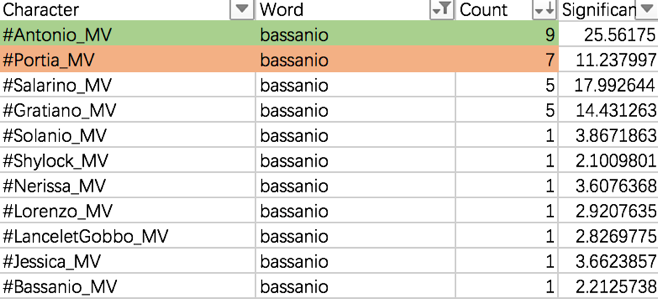 Character Word Count Significan
#Antonio_MV bassanio 9 25.56175
#Portia_MV bassanio 7 11.237997
#Salarino_MV bassanio 5 17.992644
#Gratiano_MV bassanio 5 14.431263
#Solanio_MV bassanio 1 3.8671863
#Shylock_MV bassanio 1 2.1009801
#Nerissa_MV bassanio 1 3.6076368
#Lorenzo_MV bassanio 1 2.9207635
#LanceletGobbo_MV bassanio 1 2.8269775
#Jessica_MV bassanio 1 3.6623857
#Bassanio_MV bassanio 1 2.2125738